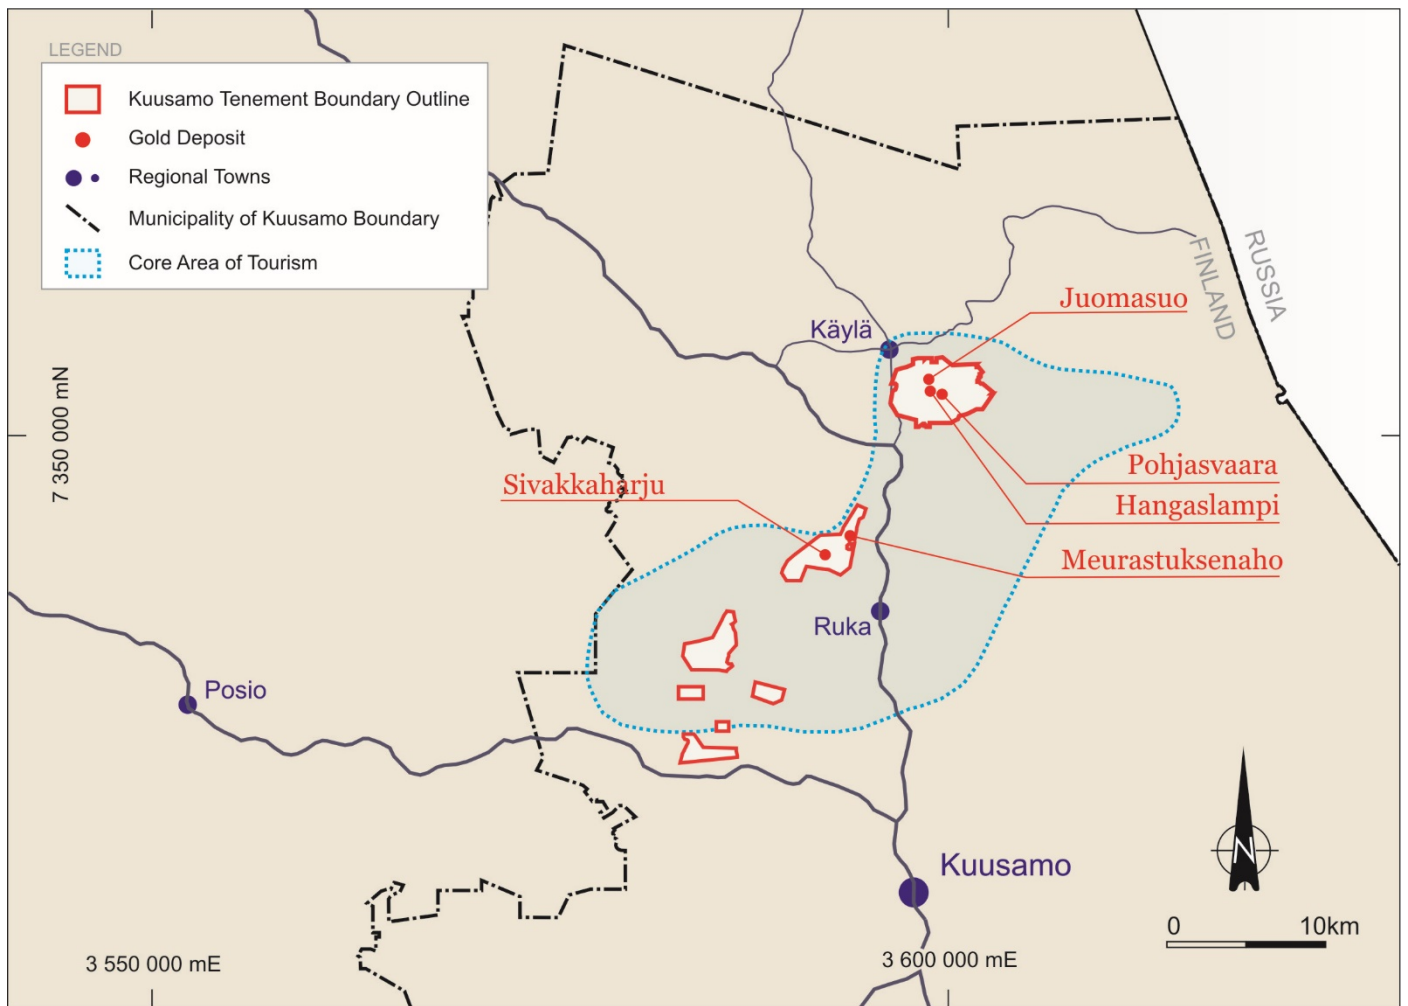 LEGEND
Kuusamo Tenement Boundary Outline
Gold Deposit
Regional Towns
Municipality of Kuusamo Boundary
Core Area of Tourism
RUSSIA
FINLAND
Juomasuo
Käylä
7 350 000 mN
Pohjasvaara
Sivakkaharju
Hangaslampi
Meurastuksenaho
Ruka
Posio
Kuusamo
N
0 10km
3 550 000 mE
3 600 000 mE